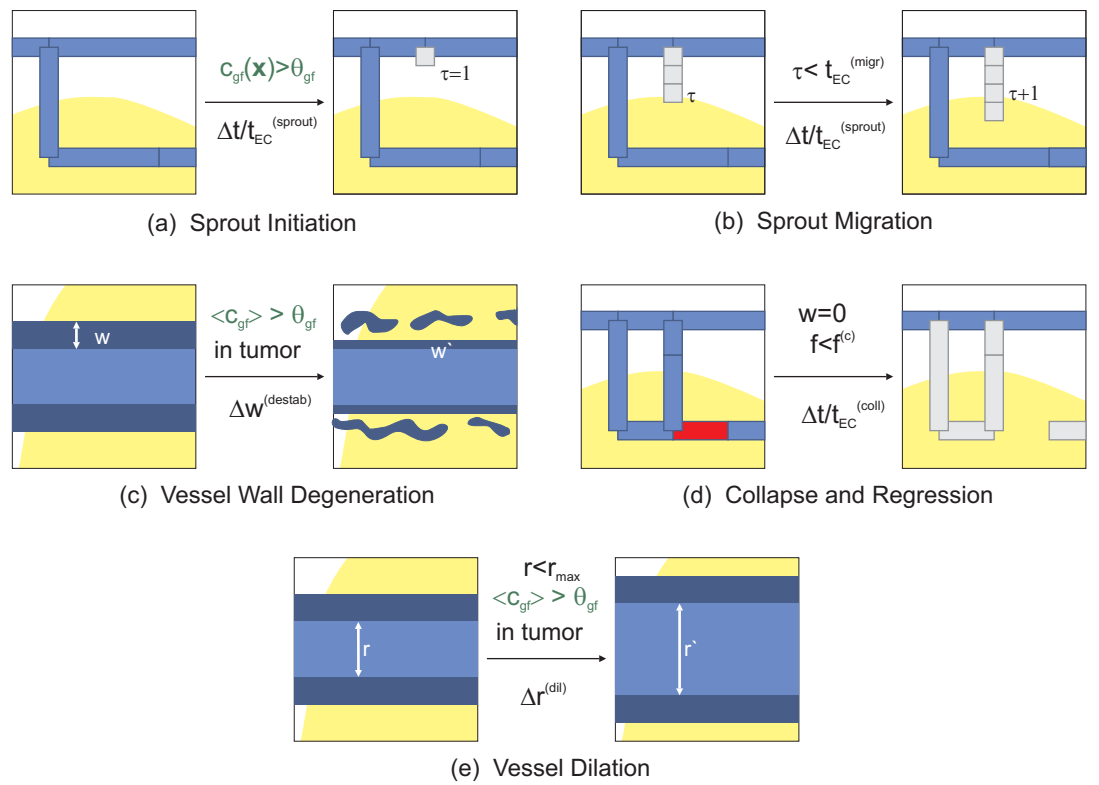 c_gf(x)>θ_gf
Δt/t_EC^(sprout)
τ=1
(a) Sprout Initiation
τ
τ< t_EC^(migr)
Δt/t_EC^(sprout)
τ+1
(b) Sprout Migration
w
<c_gf> > θ_gf
in tumor
Δw^(destab)
w`
(c) Vessel Wall Degeneration
w=0
f<f^(c)
Δt/t_EC^(coll)
(d) Collapse and Regression
r
r<r_max
<c_gf> > θ_gf
in tumor
Δr^(dil)
r`
(e) Vessel Dilation